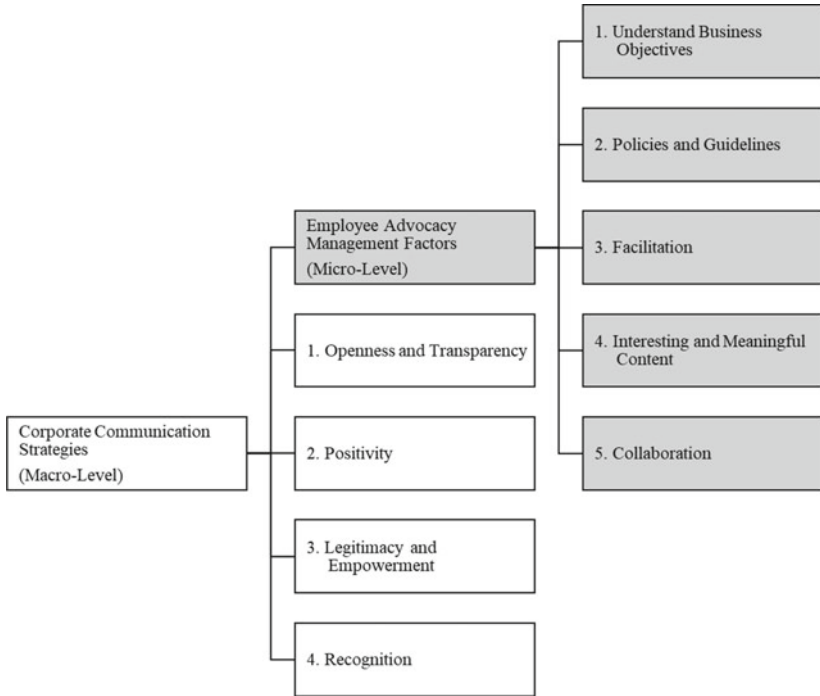 1. Understand Business
Objectives
2. Policies and Guidelines
Employee Advocacy
Management Factors
(Micro-Level)
3. Facilitation
1. Openness and Transparency
4. Interesting and Meaningful
Content
Corporate Communication
Strategies
(Macro-Level)
2. Positivity
5. Collaboration
3. Legitimacy and
Empowerment
4. Recognition